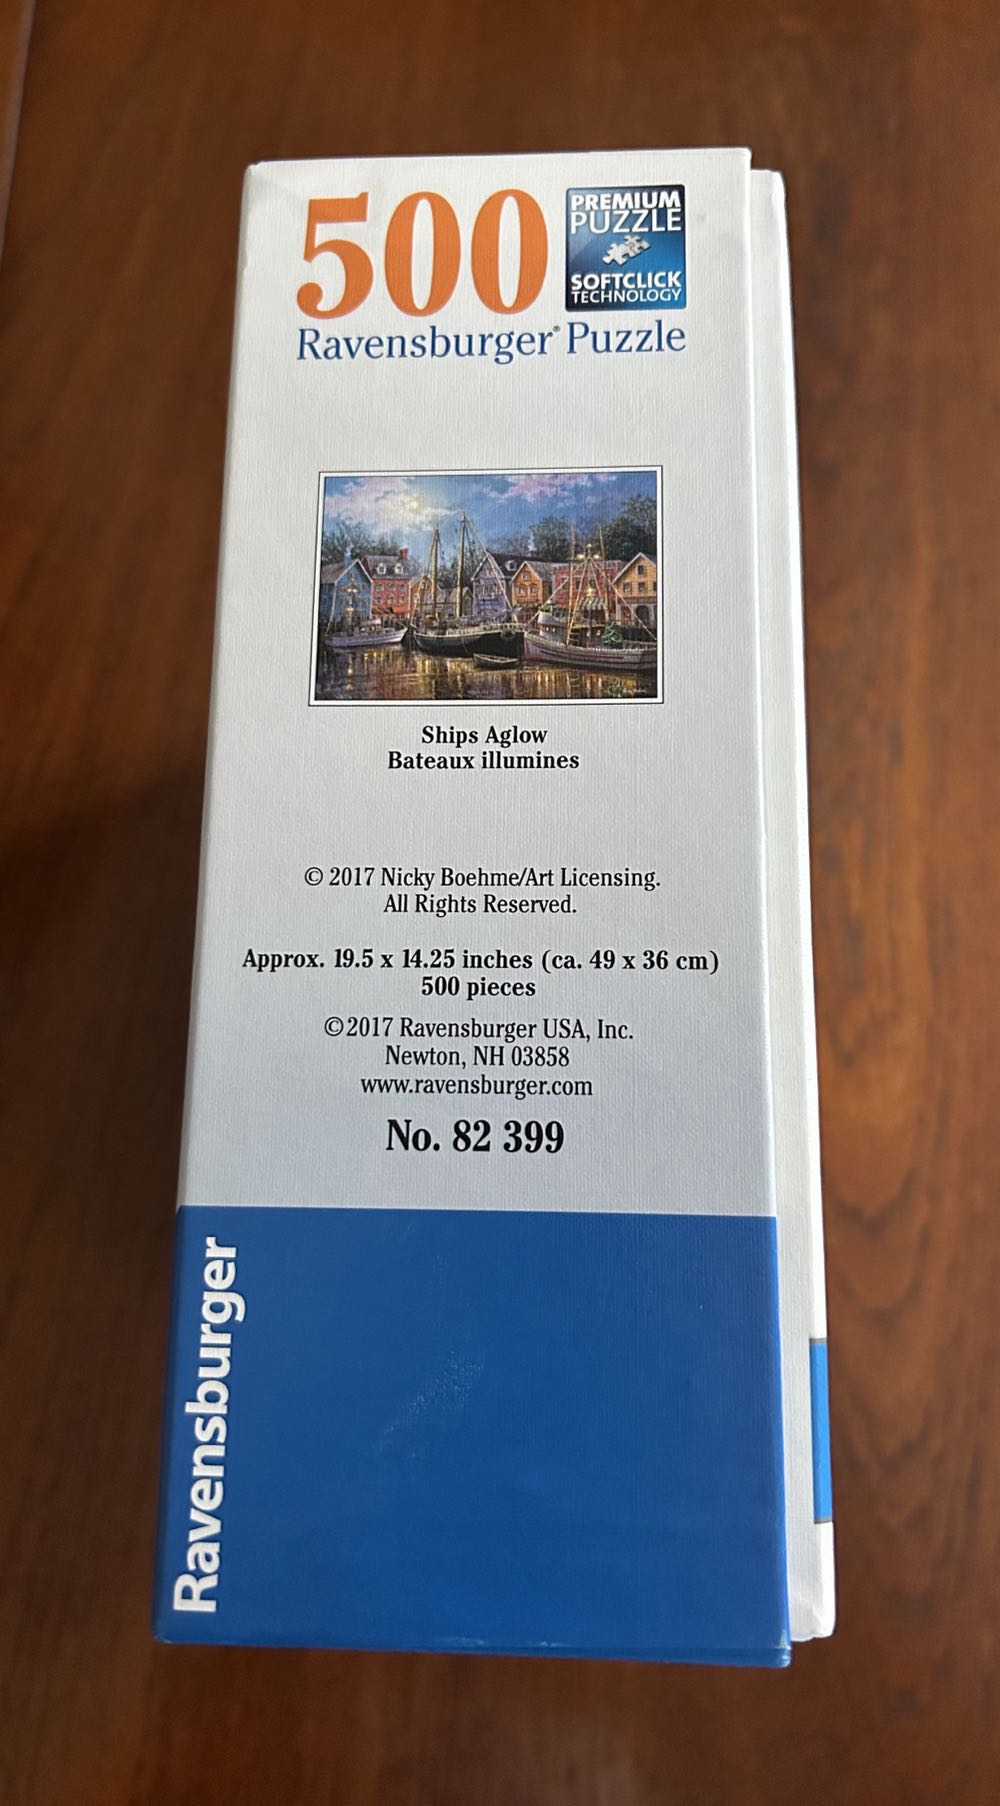 500
PREMIUM
PUZZLE
SOFTCLICK
TECHNOLOGY
Ravensburger® Puzzle
Ships Aglow
Bateaux illumines
© 2017 Nicky Boehme/Art Licensing.
All Rights Reserved.
Approx. 19.5 x 14.25 inches (ca. 49 x 36 cm)
500 pieces
©2017 Ravensburger USA, Inc.
Newton, NH 03858
www.ravensburger.com
No. 82 399
Ravensburger